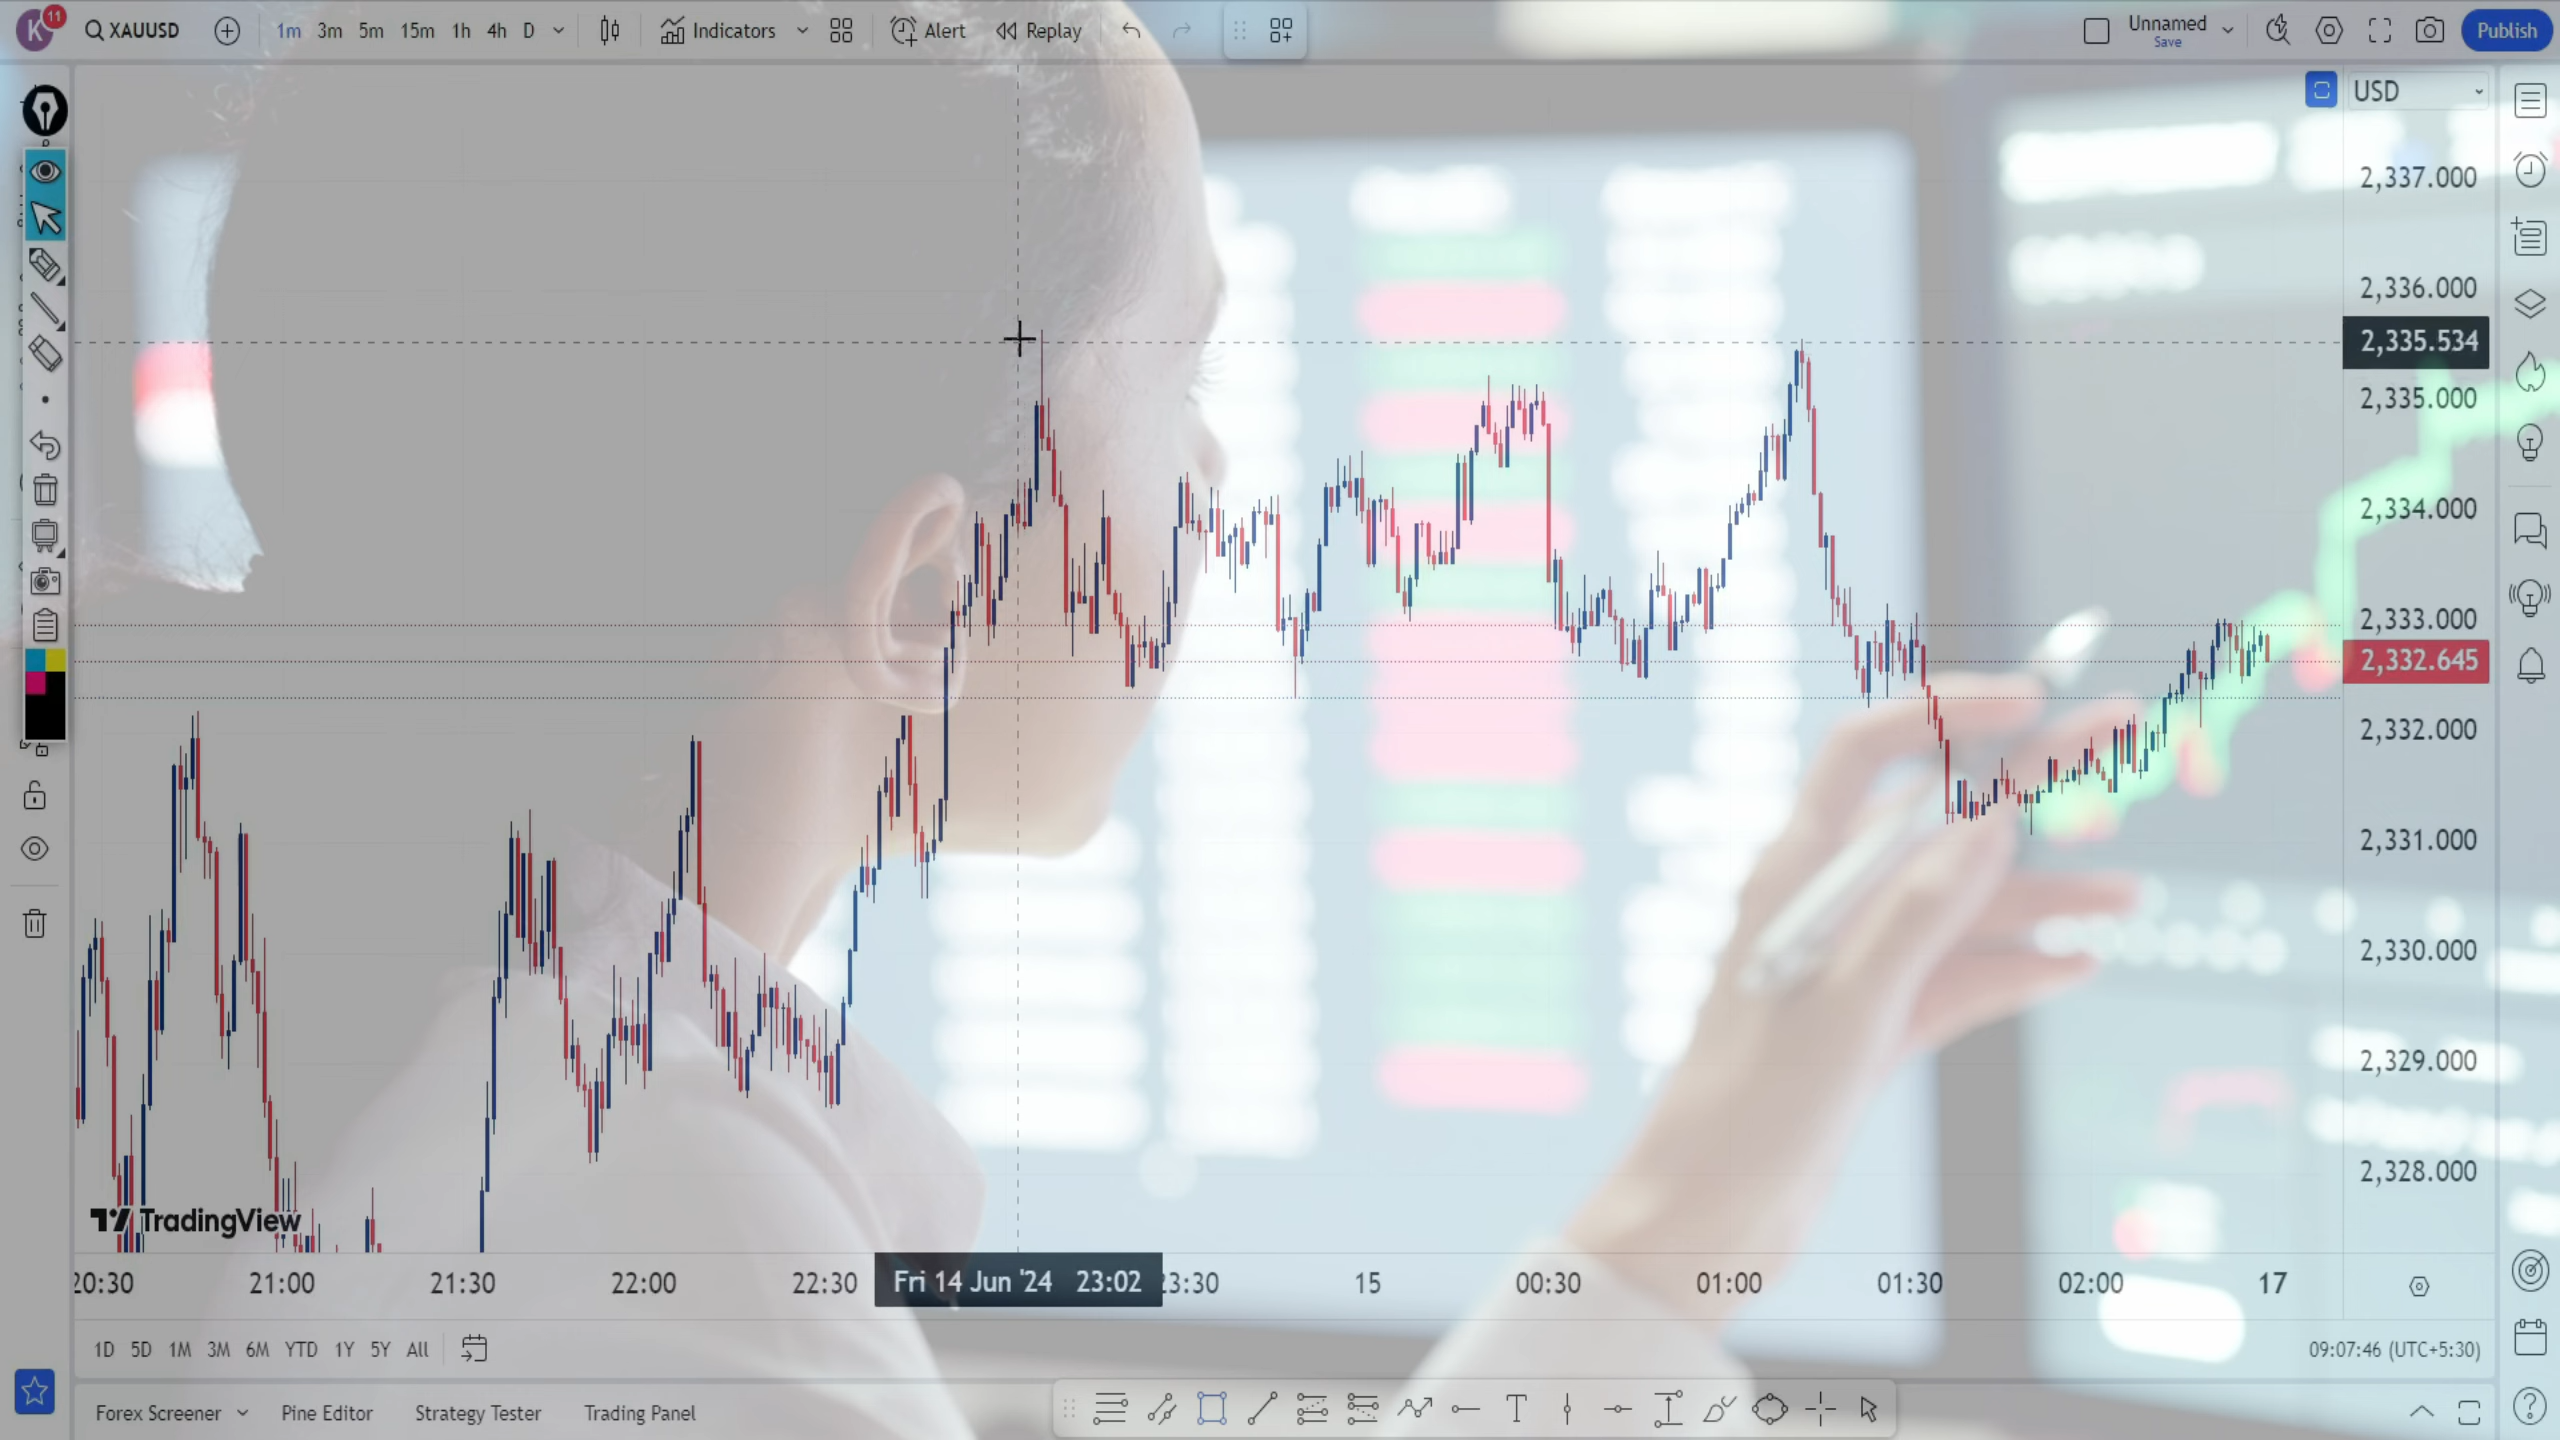 K 11 XAUUSD 1m 3m 5m 15m 1h 4h D Indicators Alert Replay Unnamed Publish
Save
USD
2,337.000
2,336.000
2,335.534
2,335.000
2,334.000
2,333.000
2,332.645
2,332.000
2,331.000
2,330.000
2,329.000
2,328.000
TradingView
20:30 21:00 21:30 22:00 22:30 Fri 14 Jun '24 23:02 23:30 15 00:30 01:00 01:30 02:00 17
1D 5D 1M 3M 6M YTD 1Y 5Y All 09:07:46 (UTC+5:30)
Forex Screener Pine Editor Strategy Tester Trading Panel